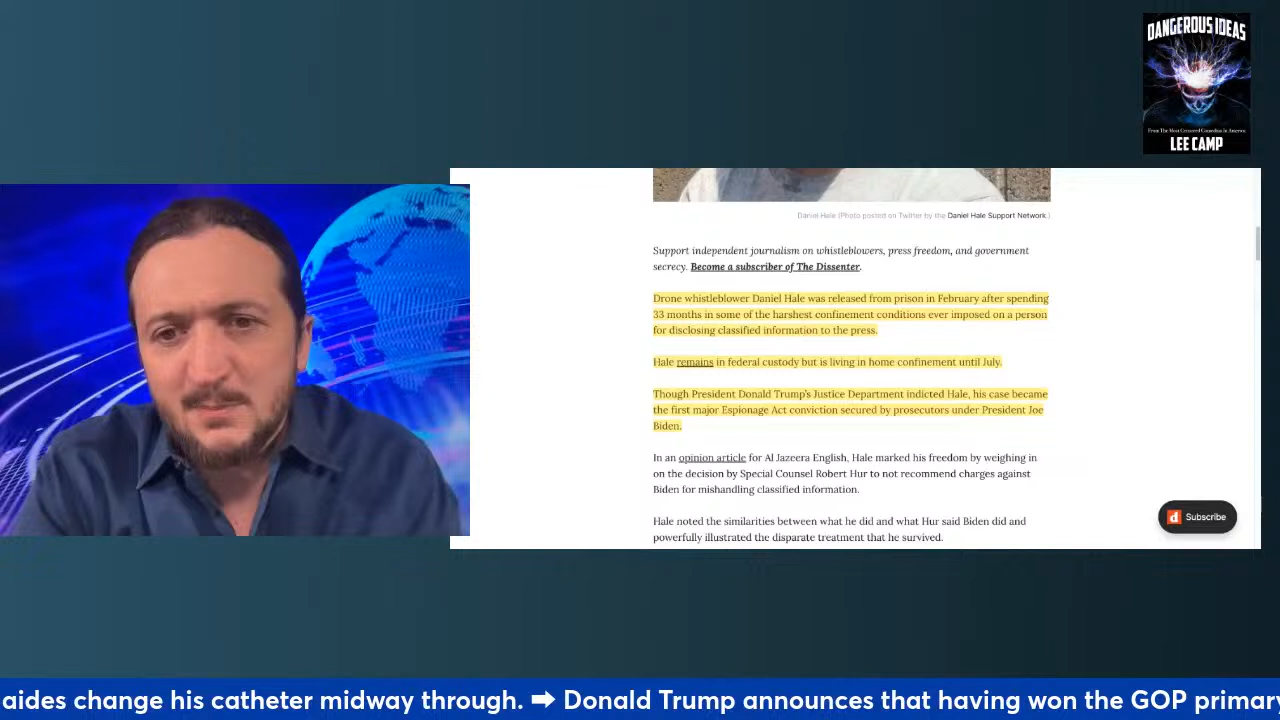 DANGEROUS IDEAS
From The Most Censored Comedian In America
LEE CAMP
Daniel Hale (Photo posted on Twitter by the Daniel Hale Support Network.)
Support independent journalism on whistleblowers, press freedom, and government
secrecy. Become a subscriber of The Dissenter.
Drone whistleblower Daniel Hale was released from prison in February after spending
33 months in some of the harshest confinement conditions ever imposed on a person
for disclosing classified information to the press.
Hale remains in federal custody but is living in home confinement until July.
Though President Donald Trump's Justice Department indicted Hale, his case became
the first major Espionage Act conviction secured by prosecutors under President Joe
Biden.
In an opinion article for Al Jazeera English, Hale marked his freedom by weighing in
on the decision by Special Counsel Robert Hur to not recommend charges against
Biden for mishandling classified information.
Hale noted the similarities between what he did and what Hur said Biden did and
powerfully illustrated the disparate treatment that he survived.
d Subscribe
aides change his catheter midway through. ➡ Donald Trump announces that having won the GOP primary